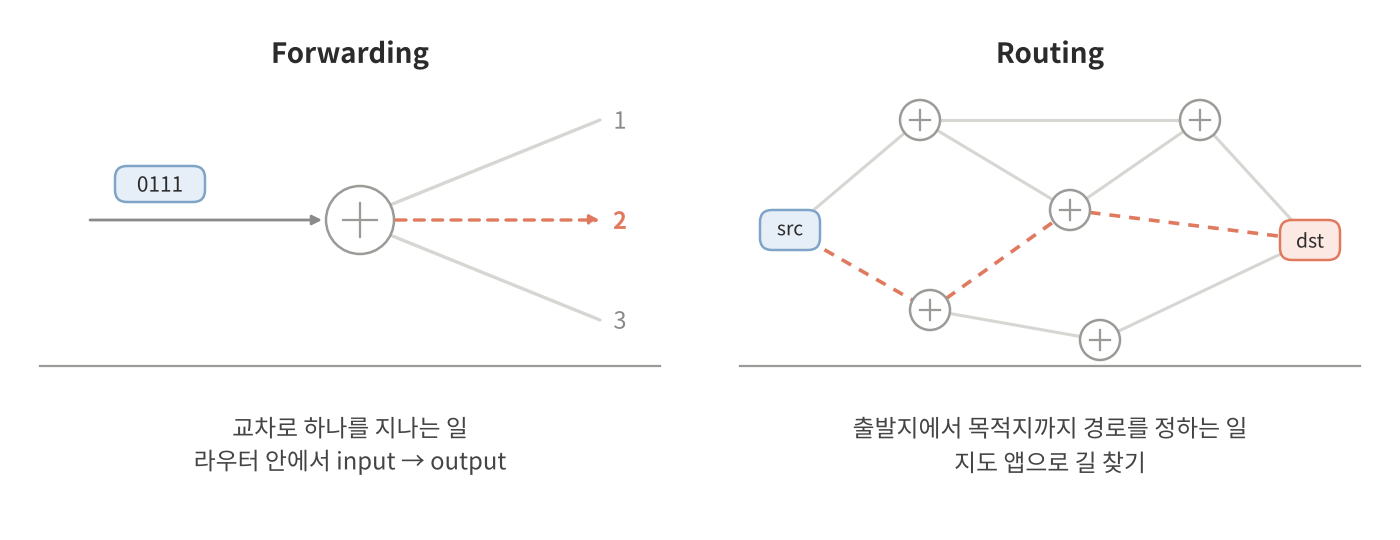 Forwarding
0111
1
2
3
교차로 하나를 지나는 일
라우터 안에서 input → output
Routing
src
dst
출발지에서 목적지까지 경로를 정하는 일
지도 앱으로 길 찾기